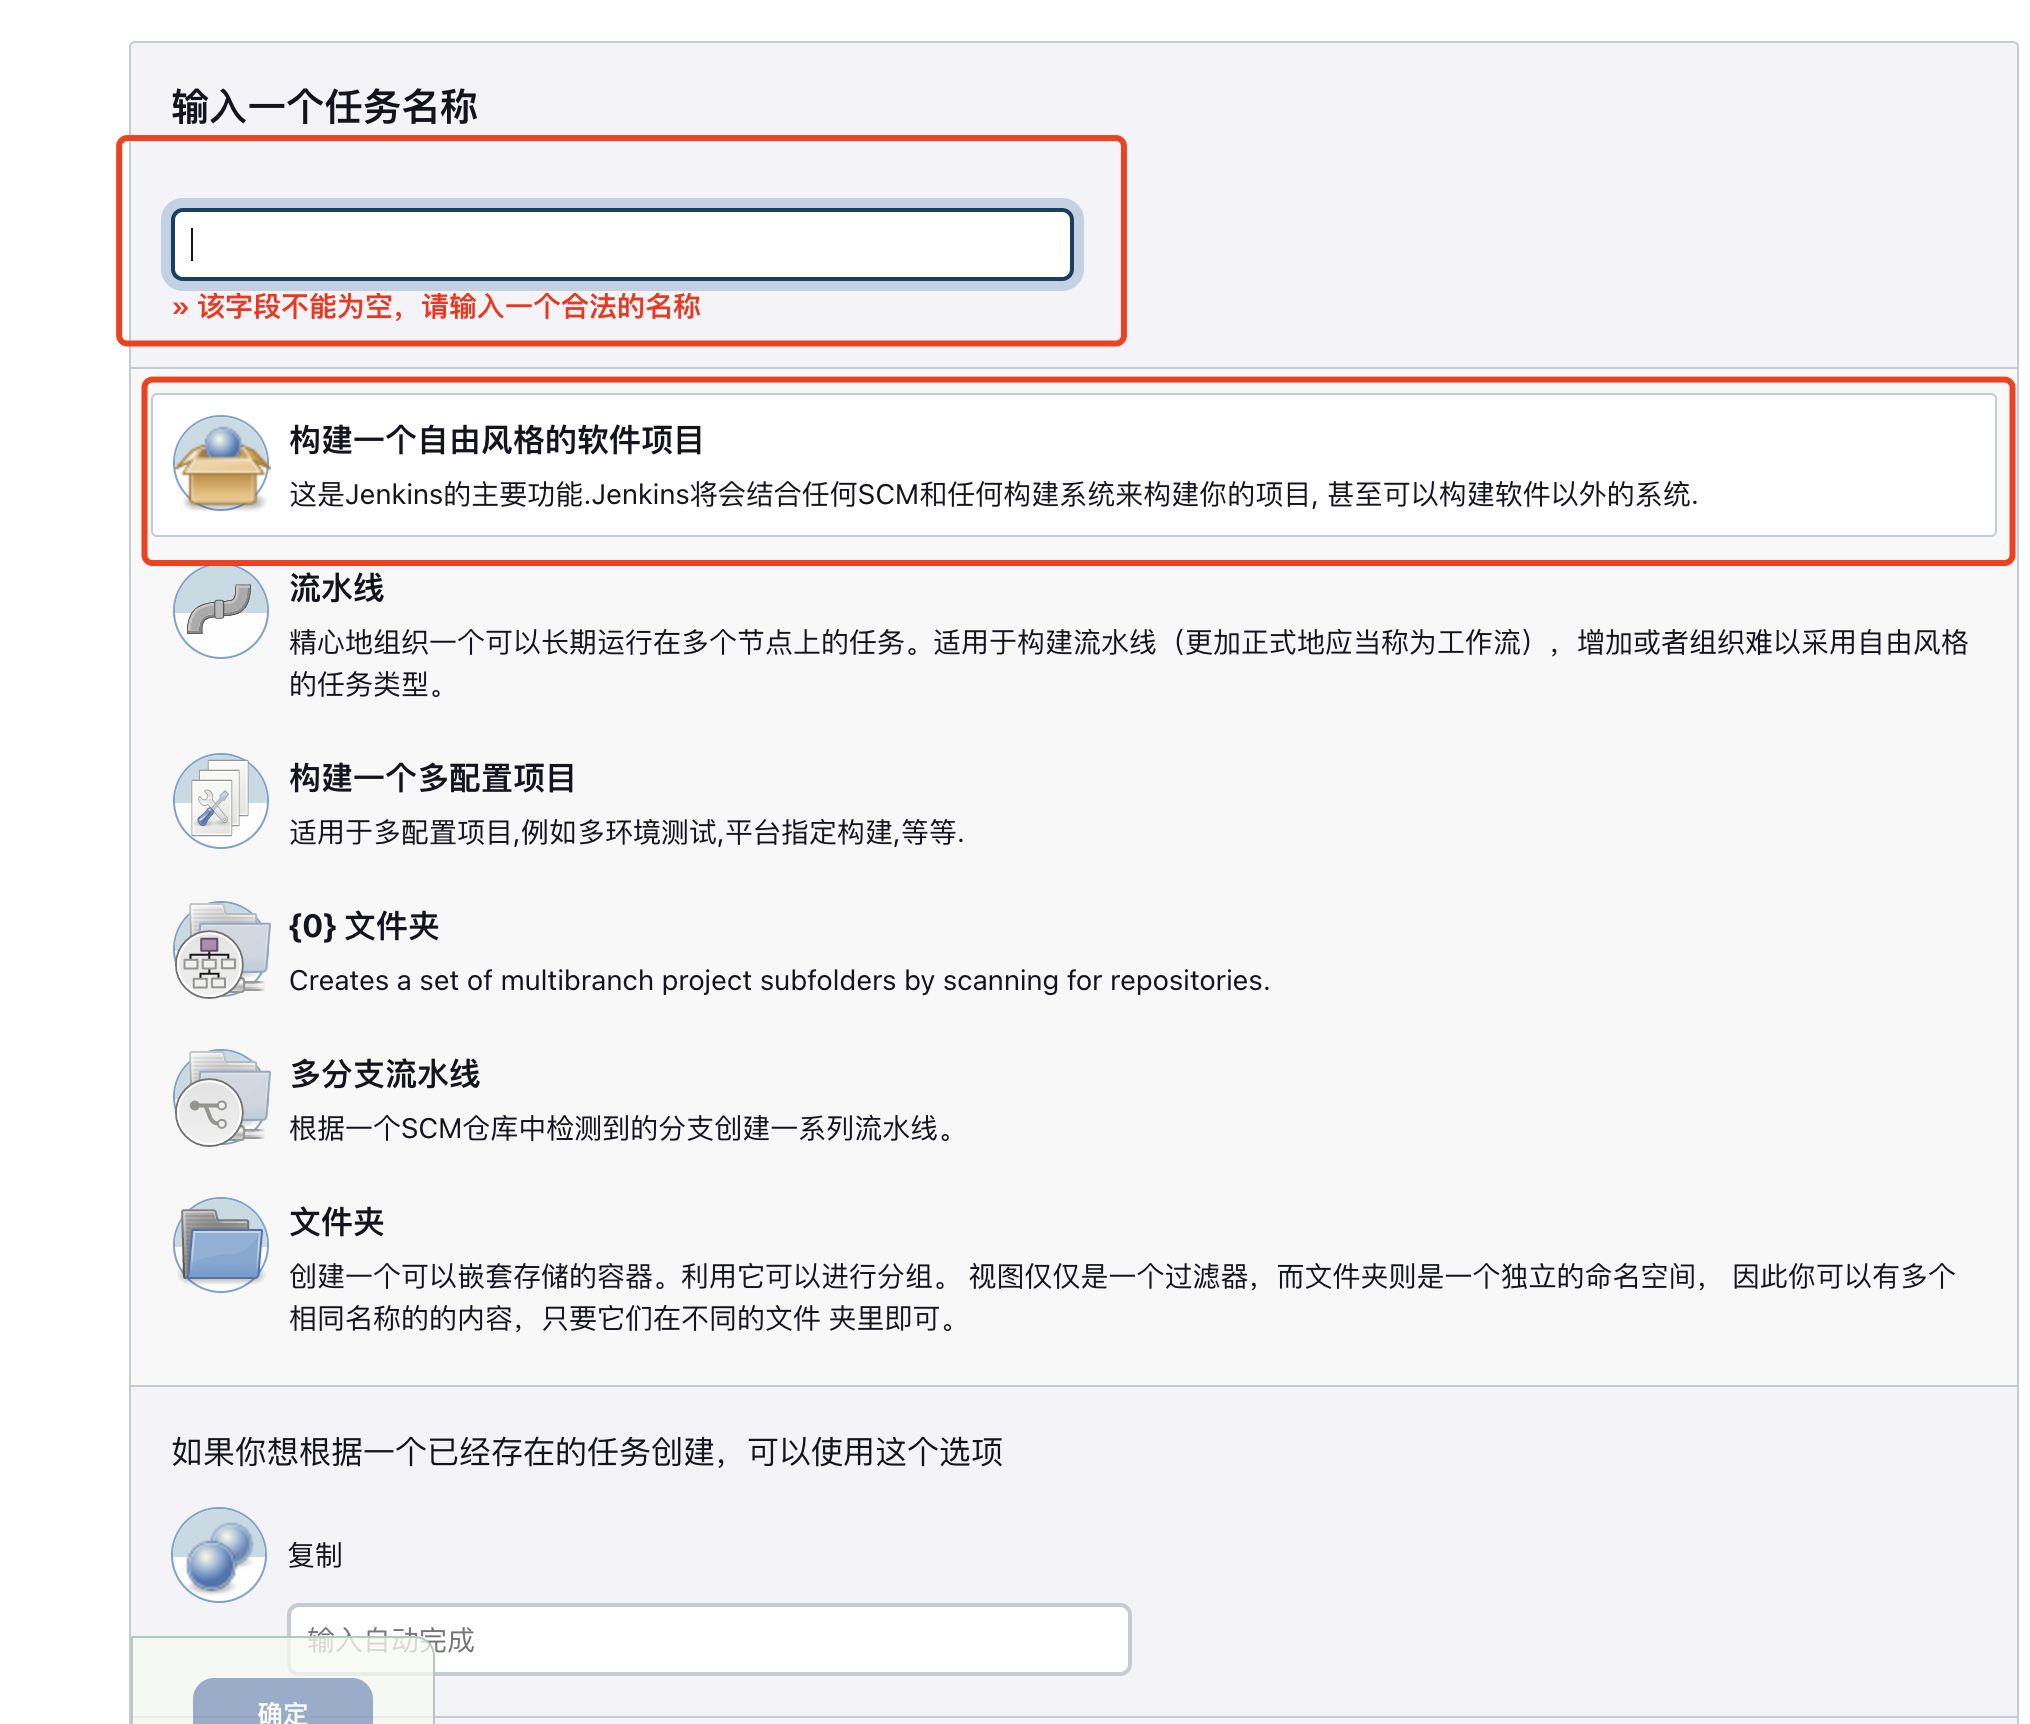 输入一个任务名称
» 该字段不能为空，请输入一个合法的名称
构建一个自由风格的软件项目
这是Jenkins的主要功能.Jenkins将会结合任何SCM和任何构建系统来构建你的项目, 甚至可以构建软件以外的系统.
流水线
精心地组织一个可以长期运行在多个节点上的任务。适用于构建流水线（更加正式地应当称为工作流），增加或者组织难以采用自由风格
的任务类型。
构建一个多配置项目
适用于多配置项目,例如多环境测试,平台指定构建,等等.
{0} 文件夹
Creates a set of multibranch project subfolders by scanning for repositories.
多分支流水线
根据一个SCM仓库中检测到的分支创建一系列流水线。
文件夹
创建一个可以嵌套存储的容器。利用它可以进行分组。 视图仅仅是一个过滤器，而文件夹则是一个独立的命名空间， 因此你可以有多个
相同名称的的内容，只要它们在不同的文件 夹里即可。
如果你想根据一个已经存在的任务创建，可以使用这个选项
复制
输入自动完成
确定